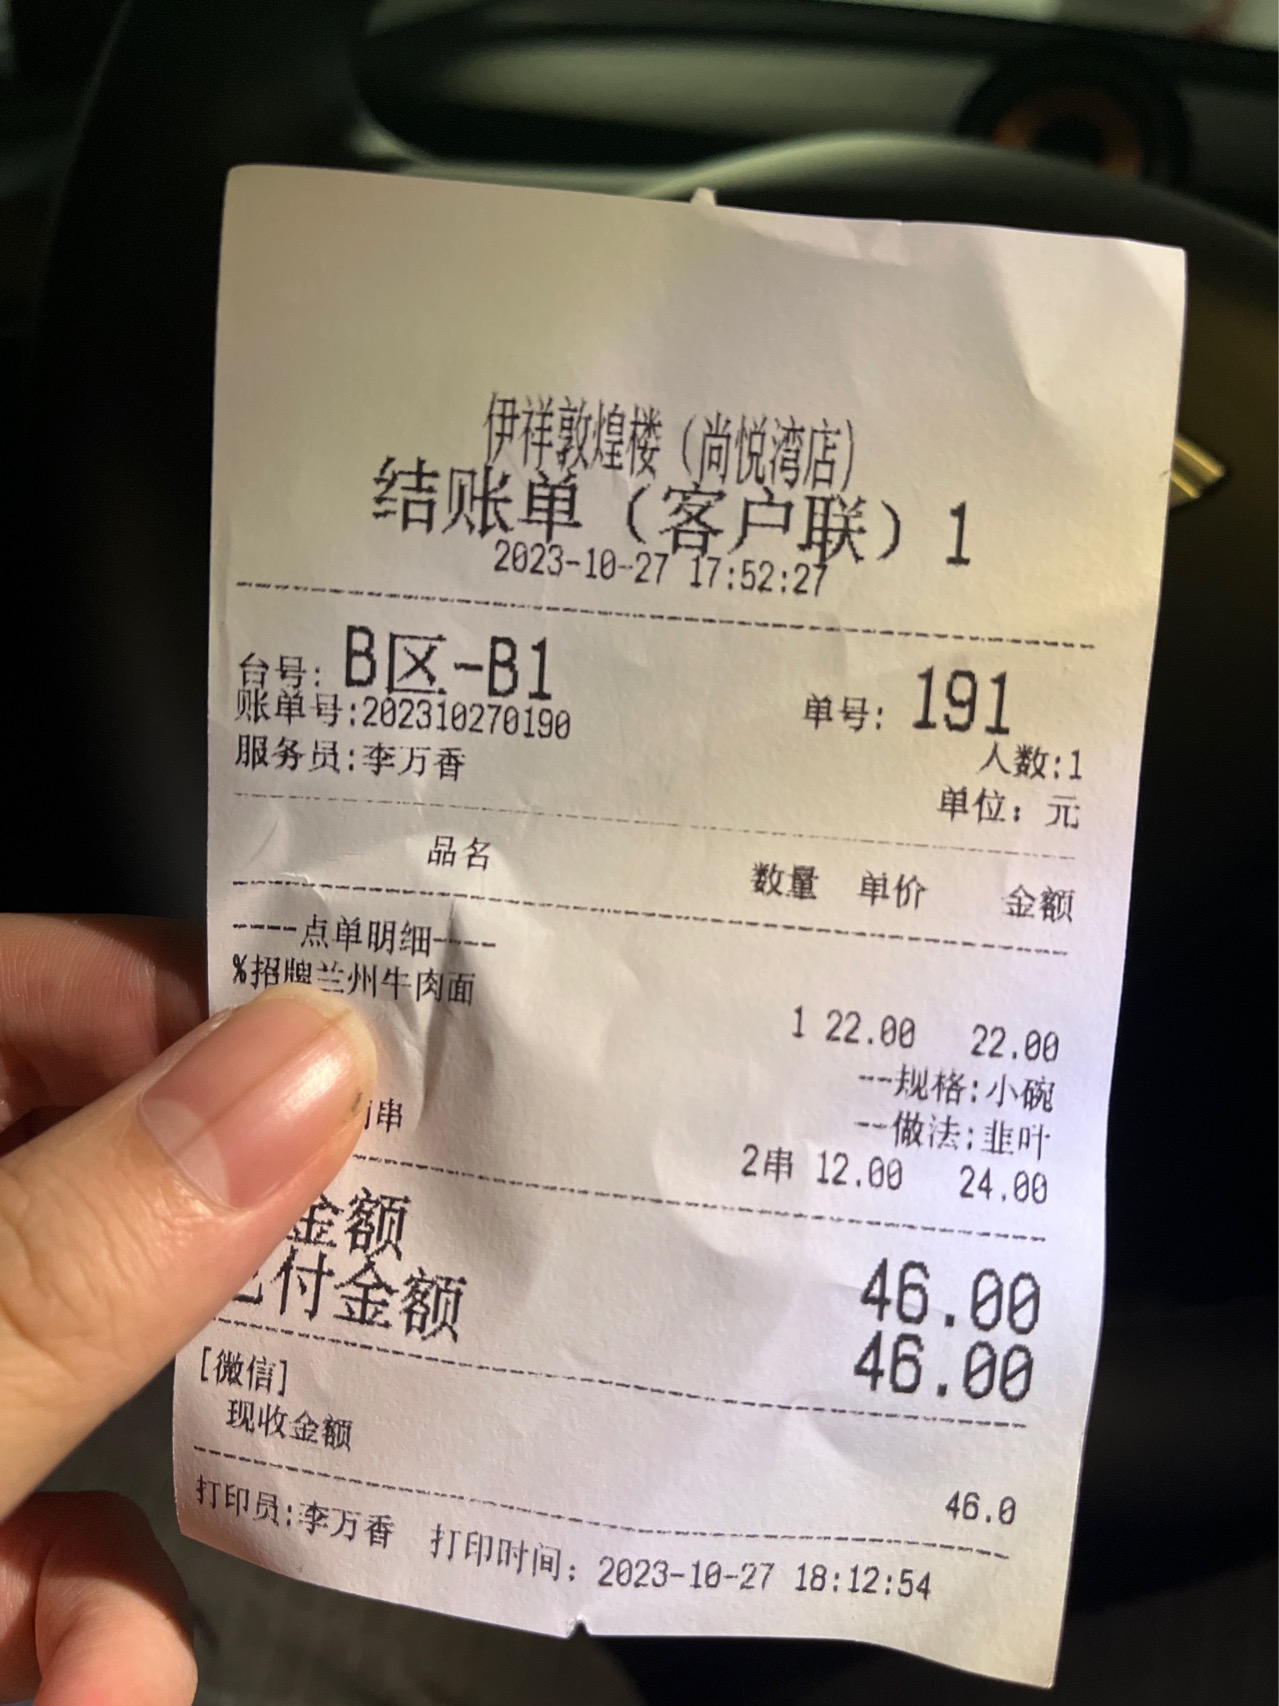 伊祥敦煌楼（尚悦湾店）
结账单（客户联）1
2023-10-27 17:52:27
台号: B区-B1 单号: 191
账单号:202310270190 人数:1
服务员:李万香 单位：元
品名 数量 单价 金额
----点单明细----
%招牌兰州牛肉面
1 22.00 22.00
--规格:小碗
--做法:韭叶
串
2串 12.00 24.00
金额 46.00
付金额 46.00
[微信]
现收金额 46.0
打印员:李万香 打印时间：2023-10-27 18:12:54